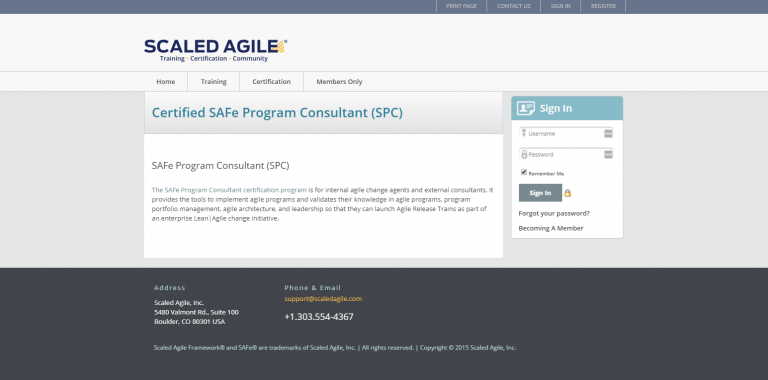 PRINT PAGE CONTACT US SIGN IN REGISTER
SCALED AGILE®
Training · Certification · Community
Home Training Certification Members Only
Certified SAFe Program Consultant (SPC)
SAFe Program Consultant (SPC)
The SAFe Program Consultant certification program is for internal agile change agents and external consultants. It
provides the tools to implement agile programs and validates their knowledge in agile programs, program
portfolio management, agile architecture, and leadership so that they can launch Agile Release Trains as part of
an enterprise Lean|Agile change initiative.
Sign In
Username
Password
Remember Me
Sign In
Forgot your password?
Becoming A Member
Address
Scaled Agile, Inc.
5480 Valmont Rd., Suite 100
Boulder, CO 80301 USA
Phone & Email
support@scaledagile.com
+1.303.554-4367
Scaled Agile Framework® and SAFe® are trademarks of Scaled Agile, Inc. | All rights reserved. | Copyright © 2015 Scaled Agile, Inc.